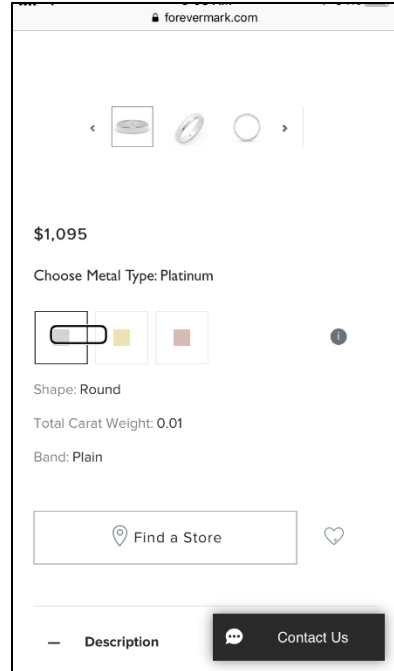 forevermark.com
$1,095
Choose Metal Type: Platinum
Shape: Round
Total Carat Weight: 0.01
Band: Plain
Find a Store
Description
Contact Us